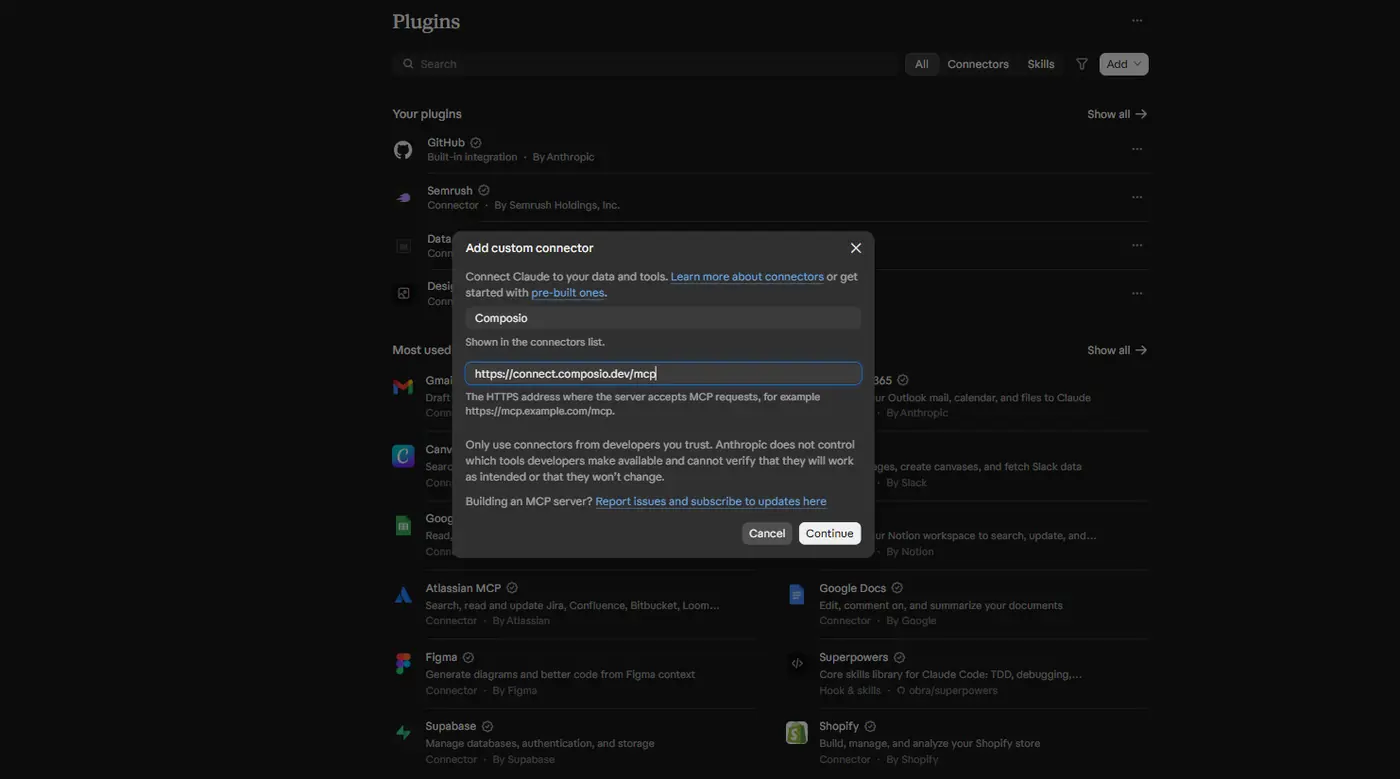 Plugins
Search
All Connectors Skills Add
Your plugins Show all →
GitHub
Built-in integration · By Anthropic
Semrush
Connector · By Semrush Holdings, Inc.
Data
Conn
Desig
Conn
Add custom connector
Connect Claude to your data and tools. Learn more about connectors or get
started with pre-built ones.
Composio
Shown in the connectors list.
https://connect.composio.dev/mcp
The HTTPS address where the server accepts MCP requests, for example
https://mcp.example.com/mcp.
Only use connectors from developers you trust. Anthropic does not control
which tools developers make available and cannot verify that they will work
as intended or that they won't change.
Building an MCP server? Report issues and subscribe to updates here
Cancel Continue
Most used Show all →
Gmai
Draft
Conn
365
ur Outlook mail, calendar, and files to Claude
· By Anthropic
Canv
Searc
Conn
ages, create canvases, and fetch Slack data
· By Slack
Goog
Read,
Conn
ur Notion workspace to search, update, and...
· By Notion
Atlassian MCP
Search, read and update Jira, Confluence, Bitbucket, Loom...
Connector · By Atlassian
Google Docs
Edit, comment on, and summarize your documents
Connector · By Google
Figma
Generate diagrams and better code from Figma context
Connector · By Figma
Superpowers
Core skills library for Claude Code: TDD, debugging,...
Hook & skills · obra/superpowers
Supabase
Manage databases, authentication, and storage
Connector · By Supabase
Shopify
Build, manage, and analyze your Shopify store
Connector · By Shopify